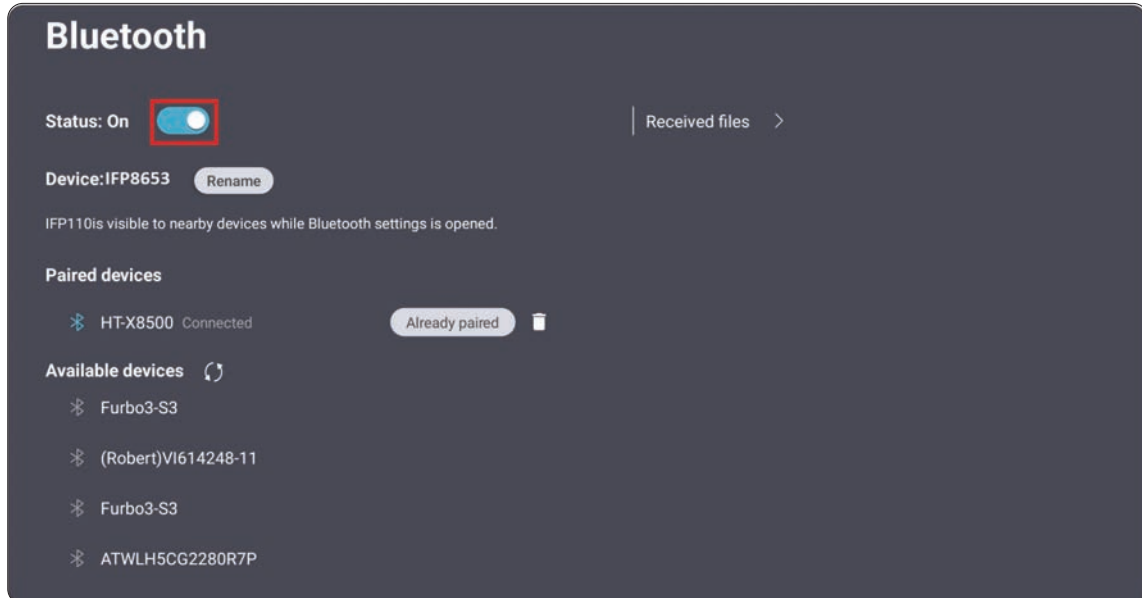 Bluetooth
Status: On
Received files
Device:IFP8653 Rename
IFP110is visible to nearby devices while Bluetooth settings is opened.
Paired devices
HT-X8500 Connected Already paired
Available devices
Furbo3-S3
(Robert)VI614248-11
Furbo3-S3
ATWLH5CG2280R7P